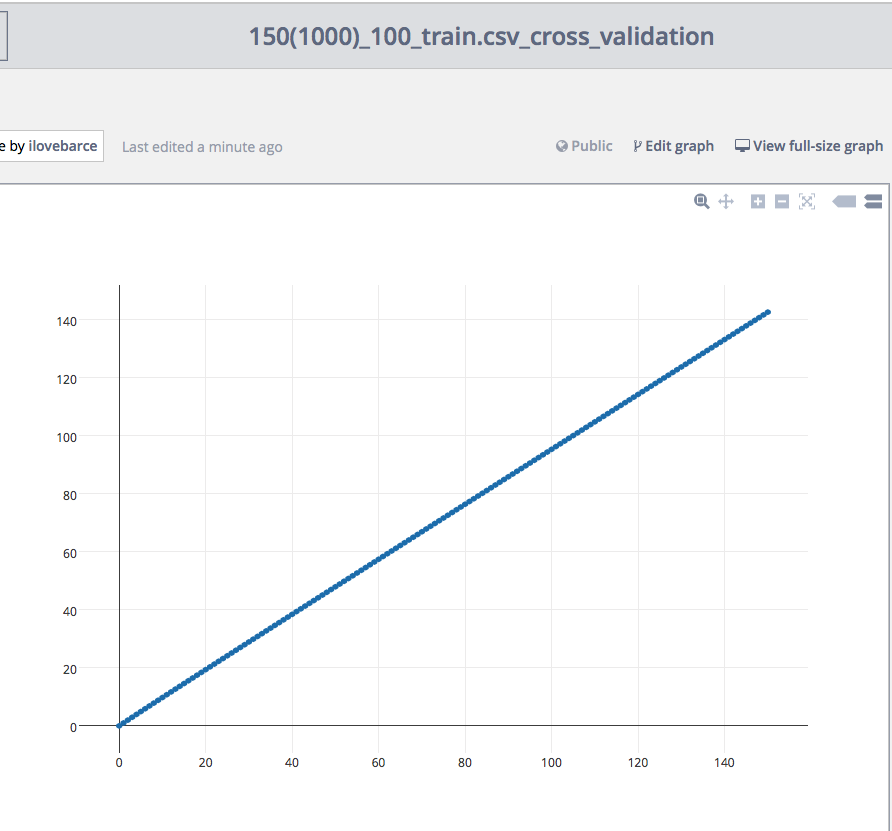 150(1000)_100_train.csv_cross_validation
e by ilovebarce
Last edited a minute ago
Public
Edit graph
View full-size graph
140
120
100
80
60
40
20
0
0 20 40 60 80 100 120 140